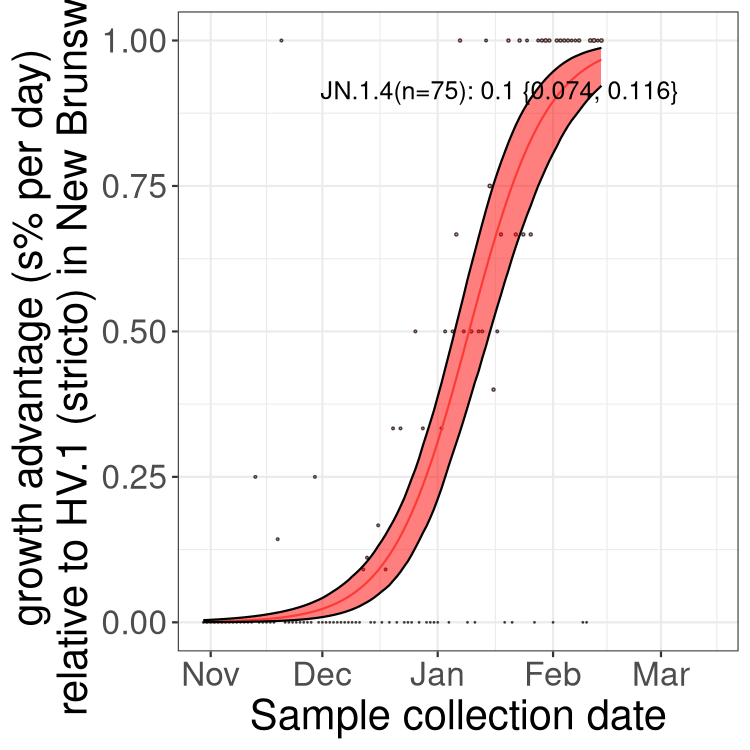 growth advantage (s% per day)
relative to HV.1 (stricto) in New Brunsw
1.00
0.75
0.50
0.25
0.00
JN.1.4(n=75): 0.1 {0.074, 0.116}
Nov Dec Jan Feb Mar
Sample collection date